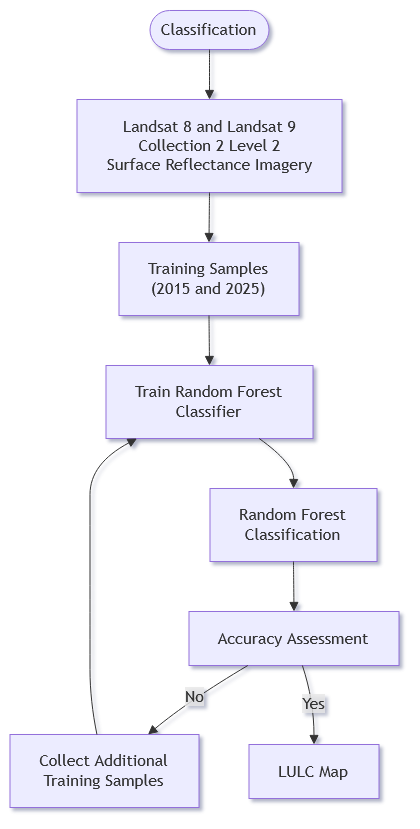 Classification
Landsat 8 and Landsat 9
Collection 2 Level 2
Surface Reflectance Imagery
Training Samples
(2015 and 2025)
Train Random Forest
Classifier
Random Forest
Classification
Accuracy Assessment
No
Yes
Collect Additional
Training Samples
LULC Map